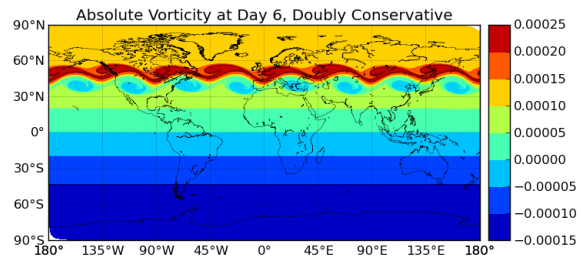 Absolute Vorticity at Day 6, Doubly Conservative
90°N
60°N
30°N
0°
30°S
60°S
90°S
180° 135°W 90°W 45°W 0° 45°E 90°E 135°E 180°
0.00025
0.00020
0.00015
0.00010
0.00005
0.00000
−0.00005
−0.00010
−0.00015